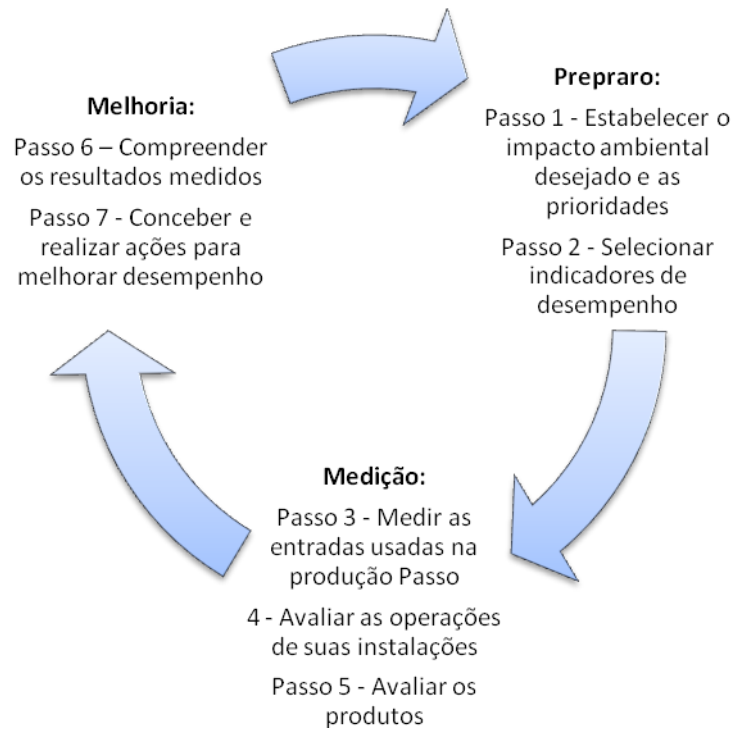 Prepraro:
Passo 1 - Estabelecer o
impacto ambiental
desejado e as
prioridades
Passo 2 - Selecionar
indicadores de
desempenho
Medição:
Passo 3 - Medir as
entradas usadas na
produção Passo
4 - Avaliar as operações
de suas instalações
Passo 5 - Avaliar os
produtos
Melhoria:
Passo 6 – Compreender
os resultados medidos
Passo 7 - Conceber e
realizar ações para
melhorar desempenho